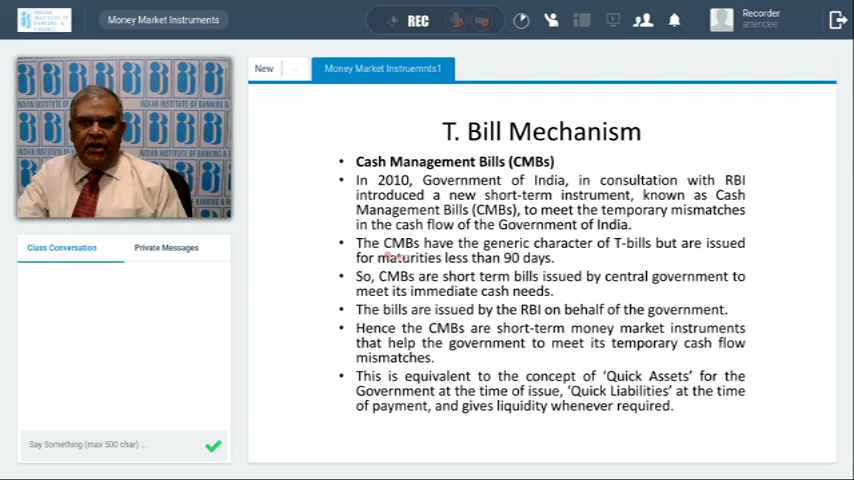 INDIAN
INSTITUTE OF
BANKING &
FINANCE
Money Market Instruments
REC
Recorder
attendee
New
Money Market Instruemnts1
T. Bill Mechanism
• Cash Management Bills (CMBs)
• In 2010, Government of India, in consultation with RBI
introduced a new short-term instrument, known as Cash
Management Bills (CMBs), to meet the temporary mismatches
in the cash flow of the Government of India.
• The CMBs have the generic character of T-bills but are issued
for maturities less than 90 days.
• So, CMBs are short term bills issued by central government to
meet its immediate cash needs.
• The bills are issued by the RBI on behalf of the government.
• Hence the CMBs are short-term money market instruments
that help the government to meet its temporary cash flow
mismatches.
• This is equivalent to the concept of ‘Quick Assets’ for the
Government at the time of issue, ‘Quick Liabilities’ at the time
of payment, and gives liquidity whenever required.
Class Conversation
Private Messages
Say Something (max 500 char) ...